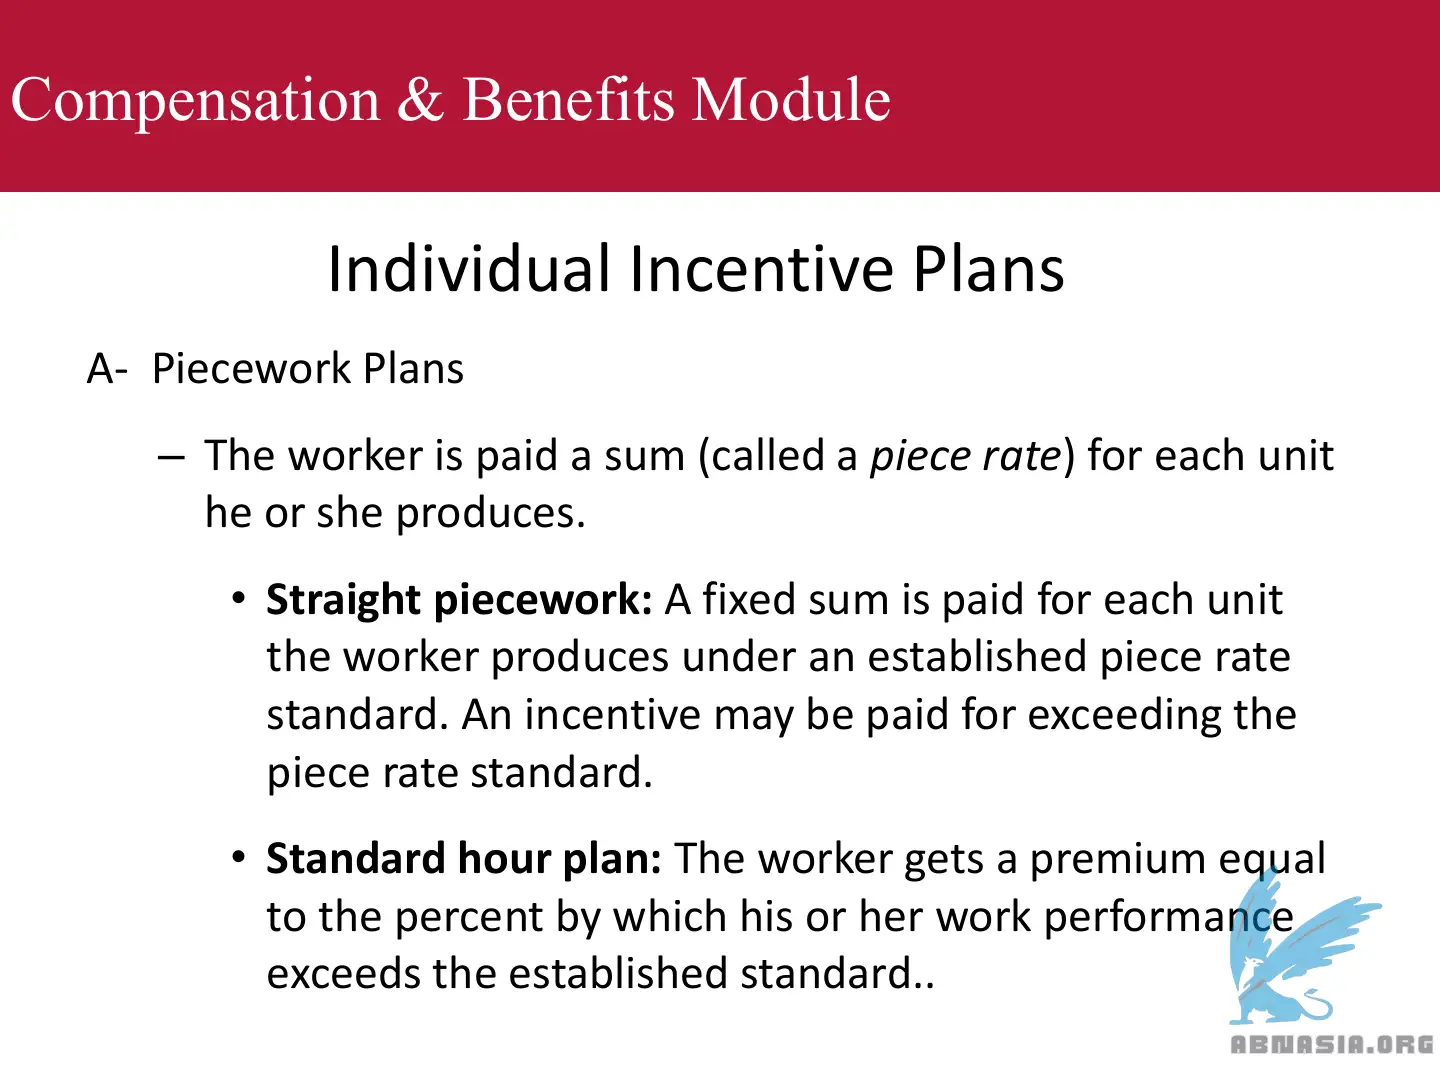 Compensation & Benefits Module
Individual Incentive Plans
A- Piecework Plans
– The worker is paid a sum (called a piece rate) for each unit
he or she produces.
• Straight piecework: A fixed sum is paid for each unit
the worker produces under an established piece rate
standard. An incentive may be paid for exceeding the
piece rate standard.
• Standard hour plan: The worker gets a premium equal
to the percent by which his or her work performance
exceeds the established standard..
ABNASIA.ORG